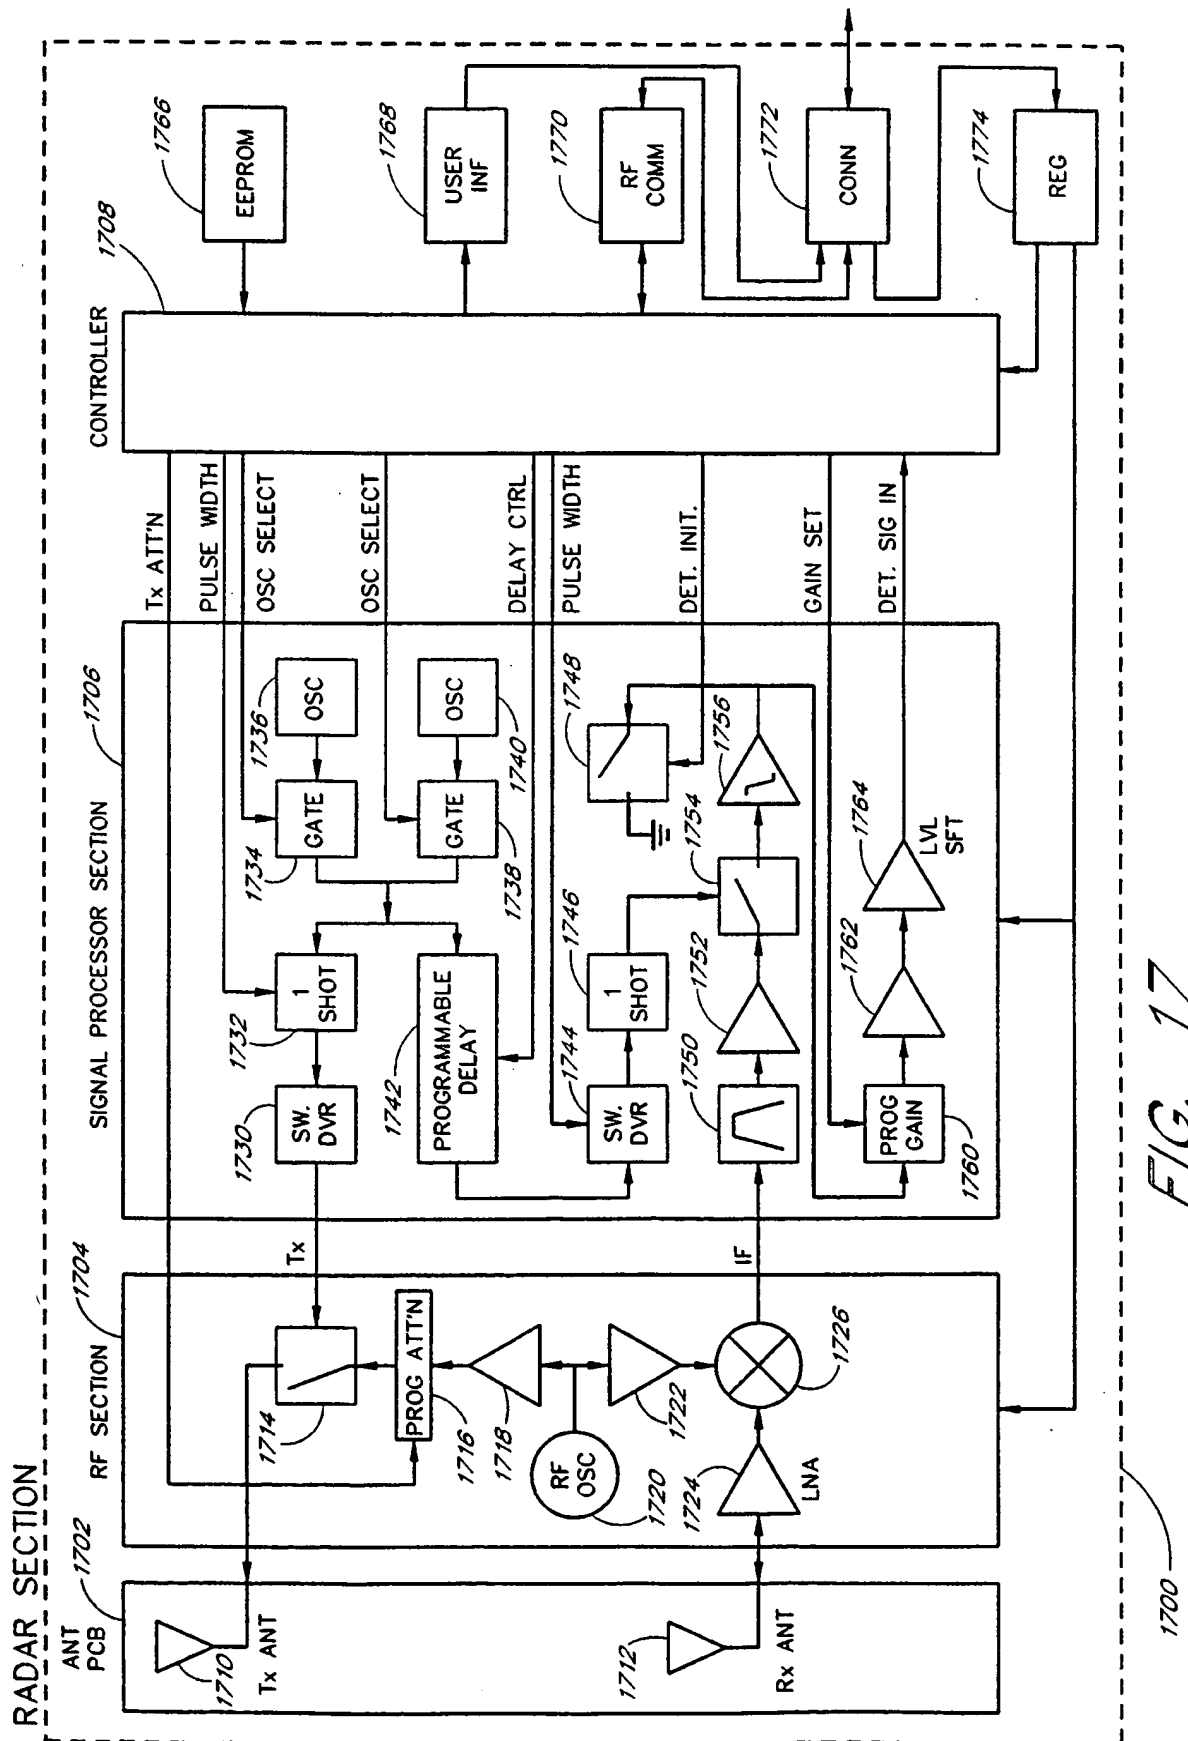 RADAR SECTION
ANT
PCB
1702
RF SECTION
1704
SIGNAL PROCESSOR SECTION
1706
CONTROLLER
1708
1710
Tx ANT
1712
Rx ANT
1714
PROG ATT'N
1716
1718
RF
OSC
1720
1722
1724
LNA
1726
Tx
IF
SW.
DVR
1730
1
SHOT
1732
GATE
1734
OSC
1736
GATE
1738
OSC
1740
PROGRAMMABLE
DELAY
1742
SW.
DVR
1744
1
SHOT
1746
1748
1750
1752
1754
1756
PROG
GAIN
1760
1762
1764
LVL
SFT
Tx ATT'N
PULSE WIDTH
OSC SELECT
OSC SELECT
DELAY CTRL
PULSE WIDTH
DET. INIT.
GAIN SET
DET. SIG IN
EEPROM
1766
USER
INF
1768
RF
COMM
1770
CONN
1772
REG
1774
1700
FIG. 17